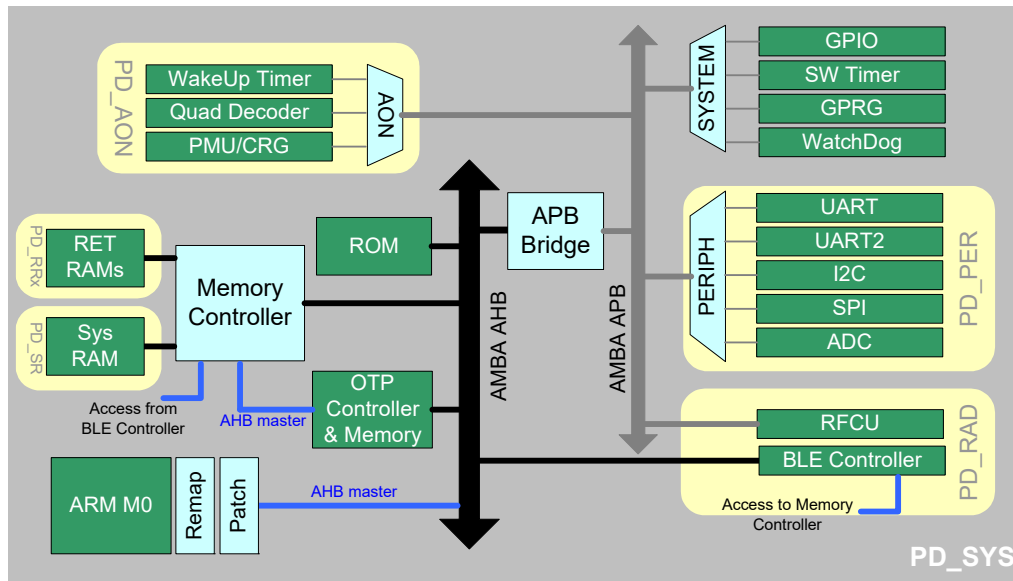 PD_AON
WakeUp Timer
Quad Decoder
PMU/CRG
AON
SYSTEM
GPIO
SW Timer
GPRG
WatchDog
PD_RRx
RET
RAMs
PD_SR
Sys
RAM
Memory
Controller
ROM
APB
Bridge
AMBA AHB
AMBA APB
PERIPH
UART
UART2
I2C
SPI
ADC
PD_PER
Access from
BLE Controller
AHB master
OTP
Controller
& Memory
RFCU
BLE Controller
PD_RAD
Access to Memory
Controller
ARM M0
Remap
Patch
AHB master
PD_SYS